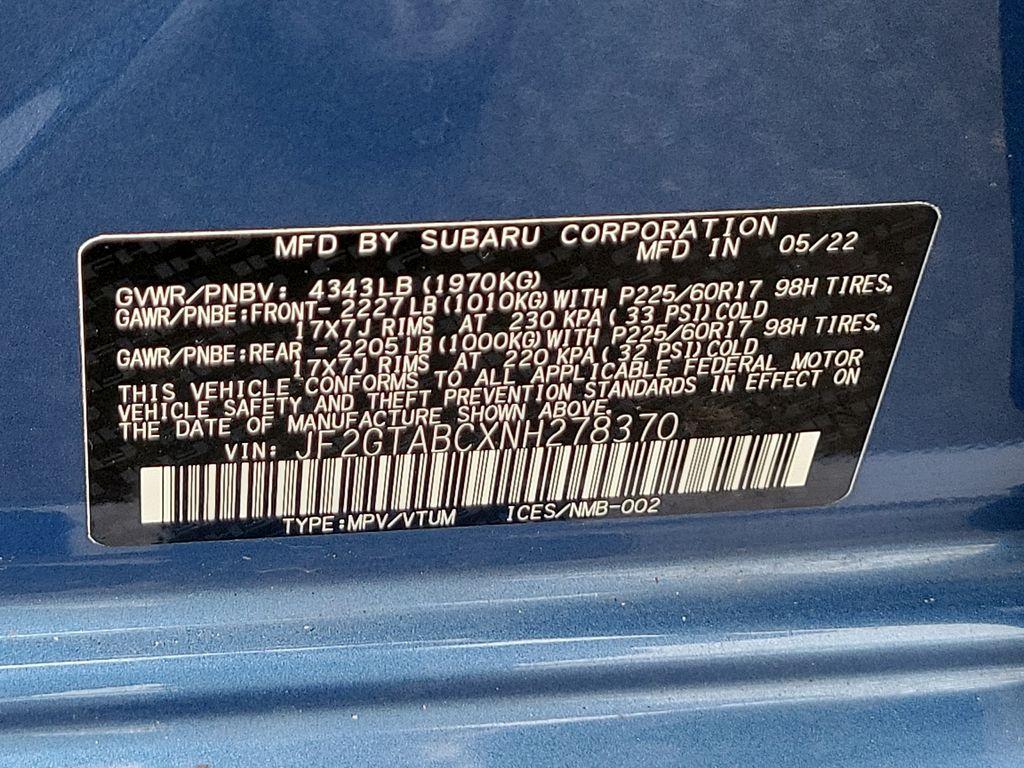 MFD BY SUBARU CORPORATION
MFD IN 05/22
GVWR/PNBV: 4343LB(1970KG)
GAWR/PNBE:FRONT- 2227LB(1010KG)WITH P225/60R17 98H TIRES,
17X7J RIMS AT 230 KPA( 33 PSI)COLD
GAWR/PNBE:REAR - 2205LB(1000KG)WITH P225/60R17 98H TIRES,
17X7J RIMS AT 220 KPA( 32 PSI)COLD
THIS VEHICLE CONFORMS TO ALL APPLICABLE FEDERAL MOTOR
VEHICLE SAFETY AND THEFT PREVENTION STANDARDS IN EFFECT ON
THE DATE OF MANUFACTURE SHOWN ABOVE.
VIN: JF2GTABCXNH278370
TYPE:MPV/VTUM ICES/NMB-002